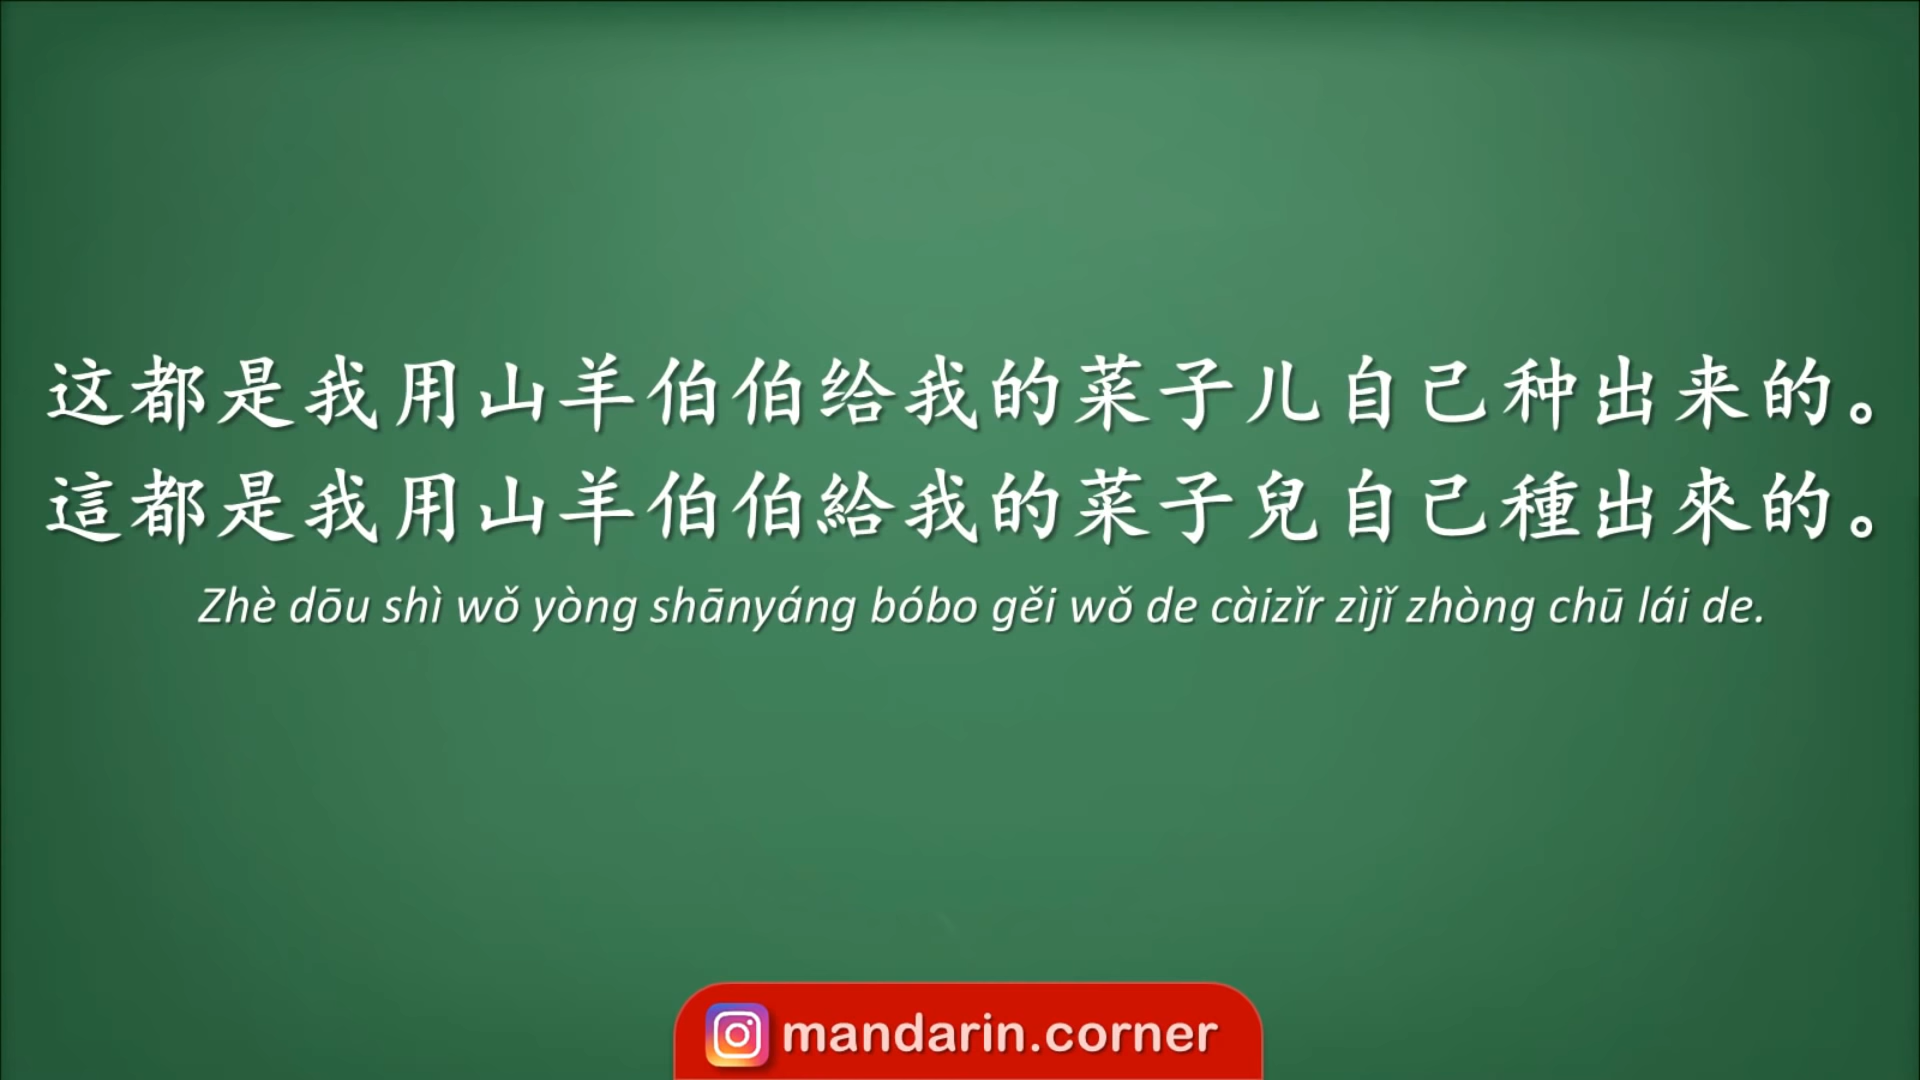 这都是我用山羊伯伯给我的菜子儿自己种出来的。
這都是我用山羊伯伯給我的菜子兒自己種出來的。
Zhè dōu shì wǒ yòng shānyáng bóbo gěi wǒ de càizǐr zìjǐ zhòng chū lái de.
mandarin.corner